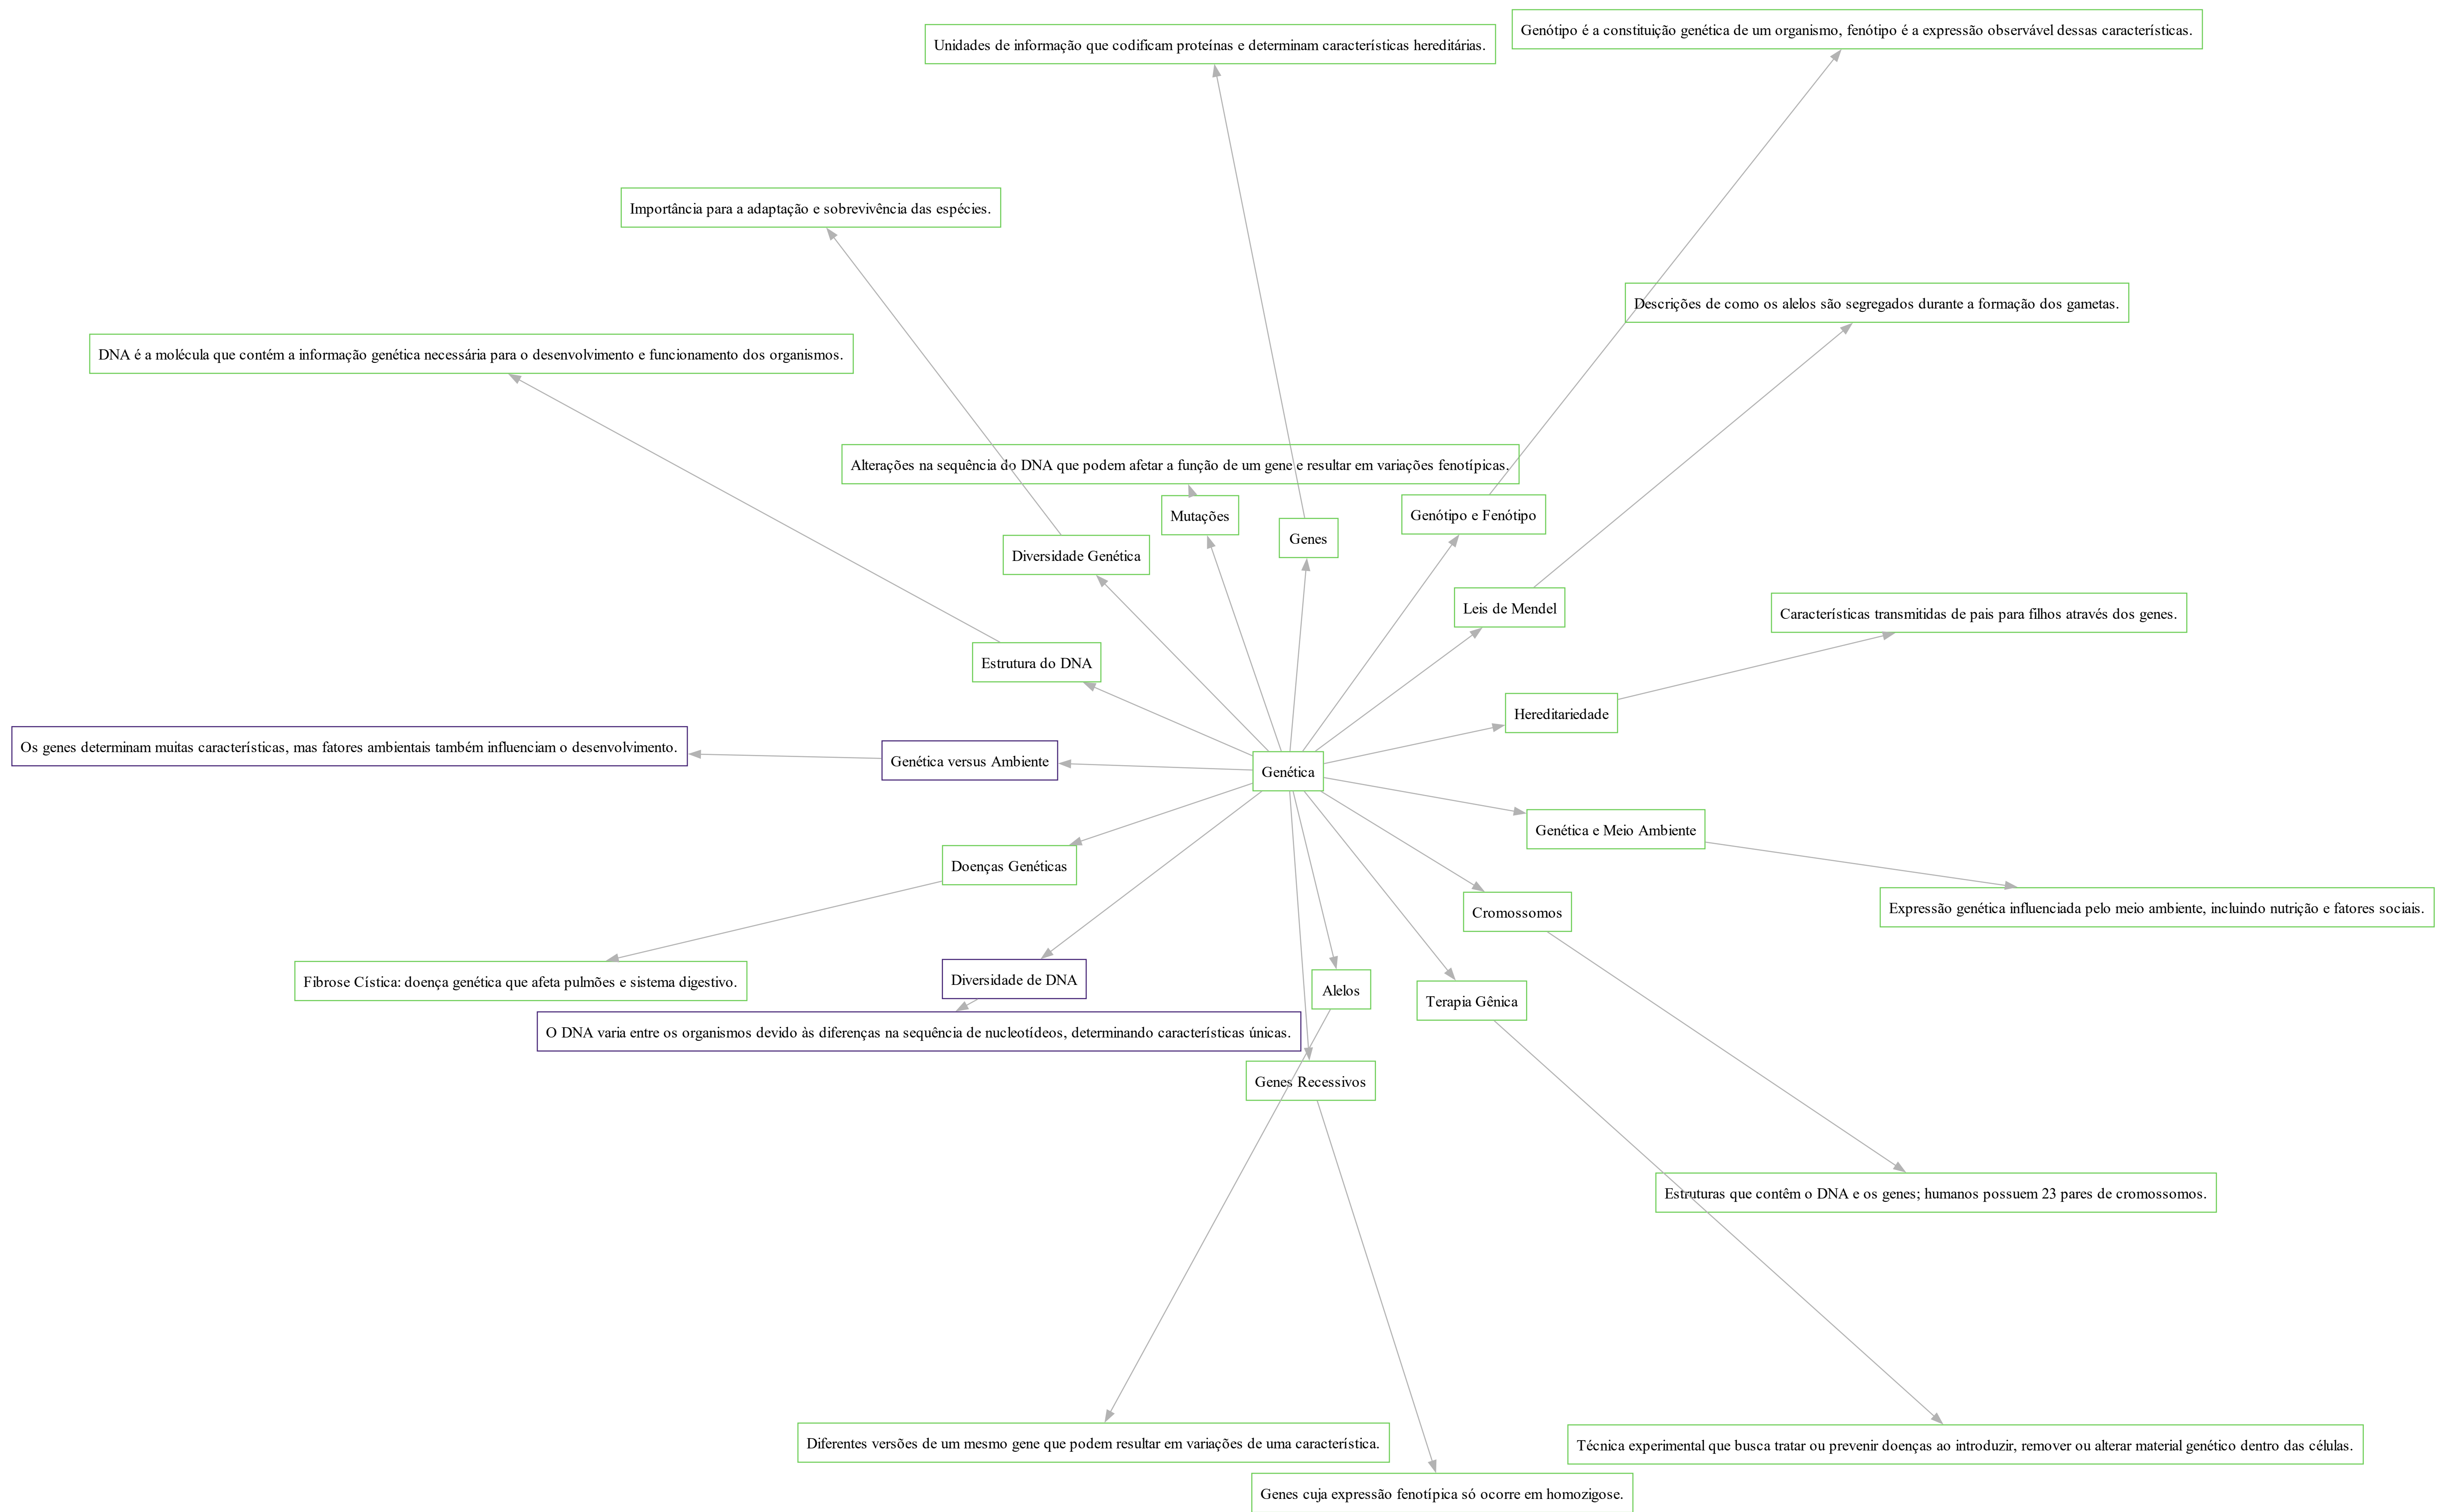 Genótipo é a constituição genética de um organismo, fenótipo é a expressão observável dessas características.
Unidades de informação que codificam proteínas e determinam características hereditárias.
Importância para a adaptação e sobrevivência das espécies.
Descrições de como os alelos são segregados durante a formação dos gametas.
DNA é a molécula que contém a informação genética necessária para o desenvolvimento e funcionamento dos organismos.
Alterações na sequência do DNA que podem afetar a função de um gene e resultar em variações fenotípicas.
Mutações
Genótipo e Fenótipo
Genes
Diversidade Genética
Leis de Mendel
Características transmitidas de pais para filhos através dos genes.
Estrutura do DNA
Hereditariedade
Os genes determinam muitas características, mas fatores ambientais também influenciam o desenvolvimento.
Genética versus Ambiente
Genética
Genética e Meio Ambiente
Doenças Genéticas
Expressão genética influenciada pelo meio ambiente, incluindo nutrição e fatores sociais.
Cromossomos
Fibrose Cística: doença genética que afeta pulmões e sistema digestivo.
Diversidade de DNA
Alelos
Terapia Gênica
O DNA varia entre os organismos devido às diferenças na sequência de nucleotídeos, determinando características únicas.
Genes Recessivos
Estruturas que contêm o DNA e os genes; humanos possuem 23 pares de cromossomos.
Diferentes versões de um mesmo gene que podem resultar em variações de uma característica.
Técnica experimental que busca tratar ou prevenir doenças ao introduzir, remover ou alterar material genético dentro das células.
Genes cuja expressão fenotípica só ocorre em homozigose.